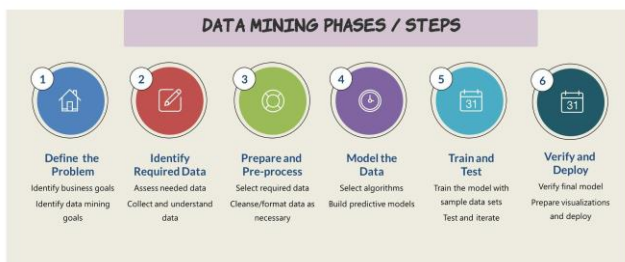 DATA MINING PHASES / STEPS
1
2
3
4
5
6
31
31
Define the
Problem
Identify business goals
Identify data mining
goals
Identify
Required Data
Assess needed data
Collect and understand
data
Prepare and
Pre-process
Select required data
Cleanse/format data as
necessary
Model the
Data
Select algorithms
Build predictive models
Train and
Test
Train the model with
sample data sets
Test and iterate
Verify and
Deploy
Verify final model
Prepare visualizations
and deploy